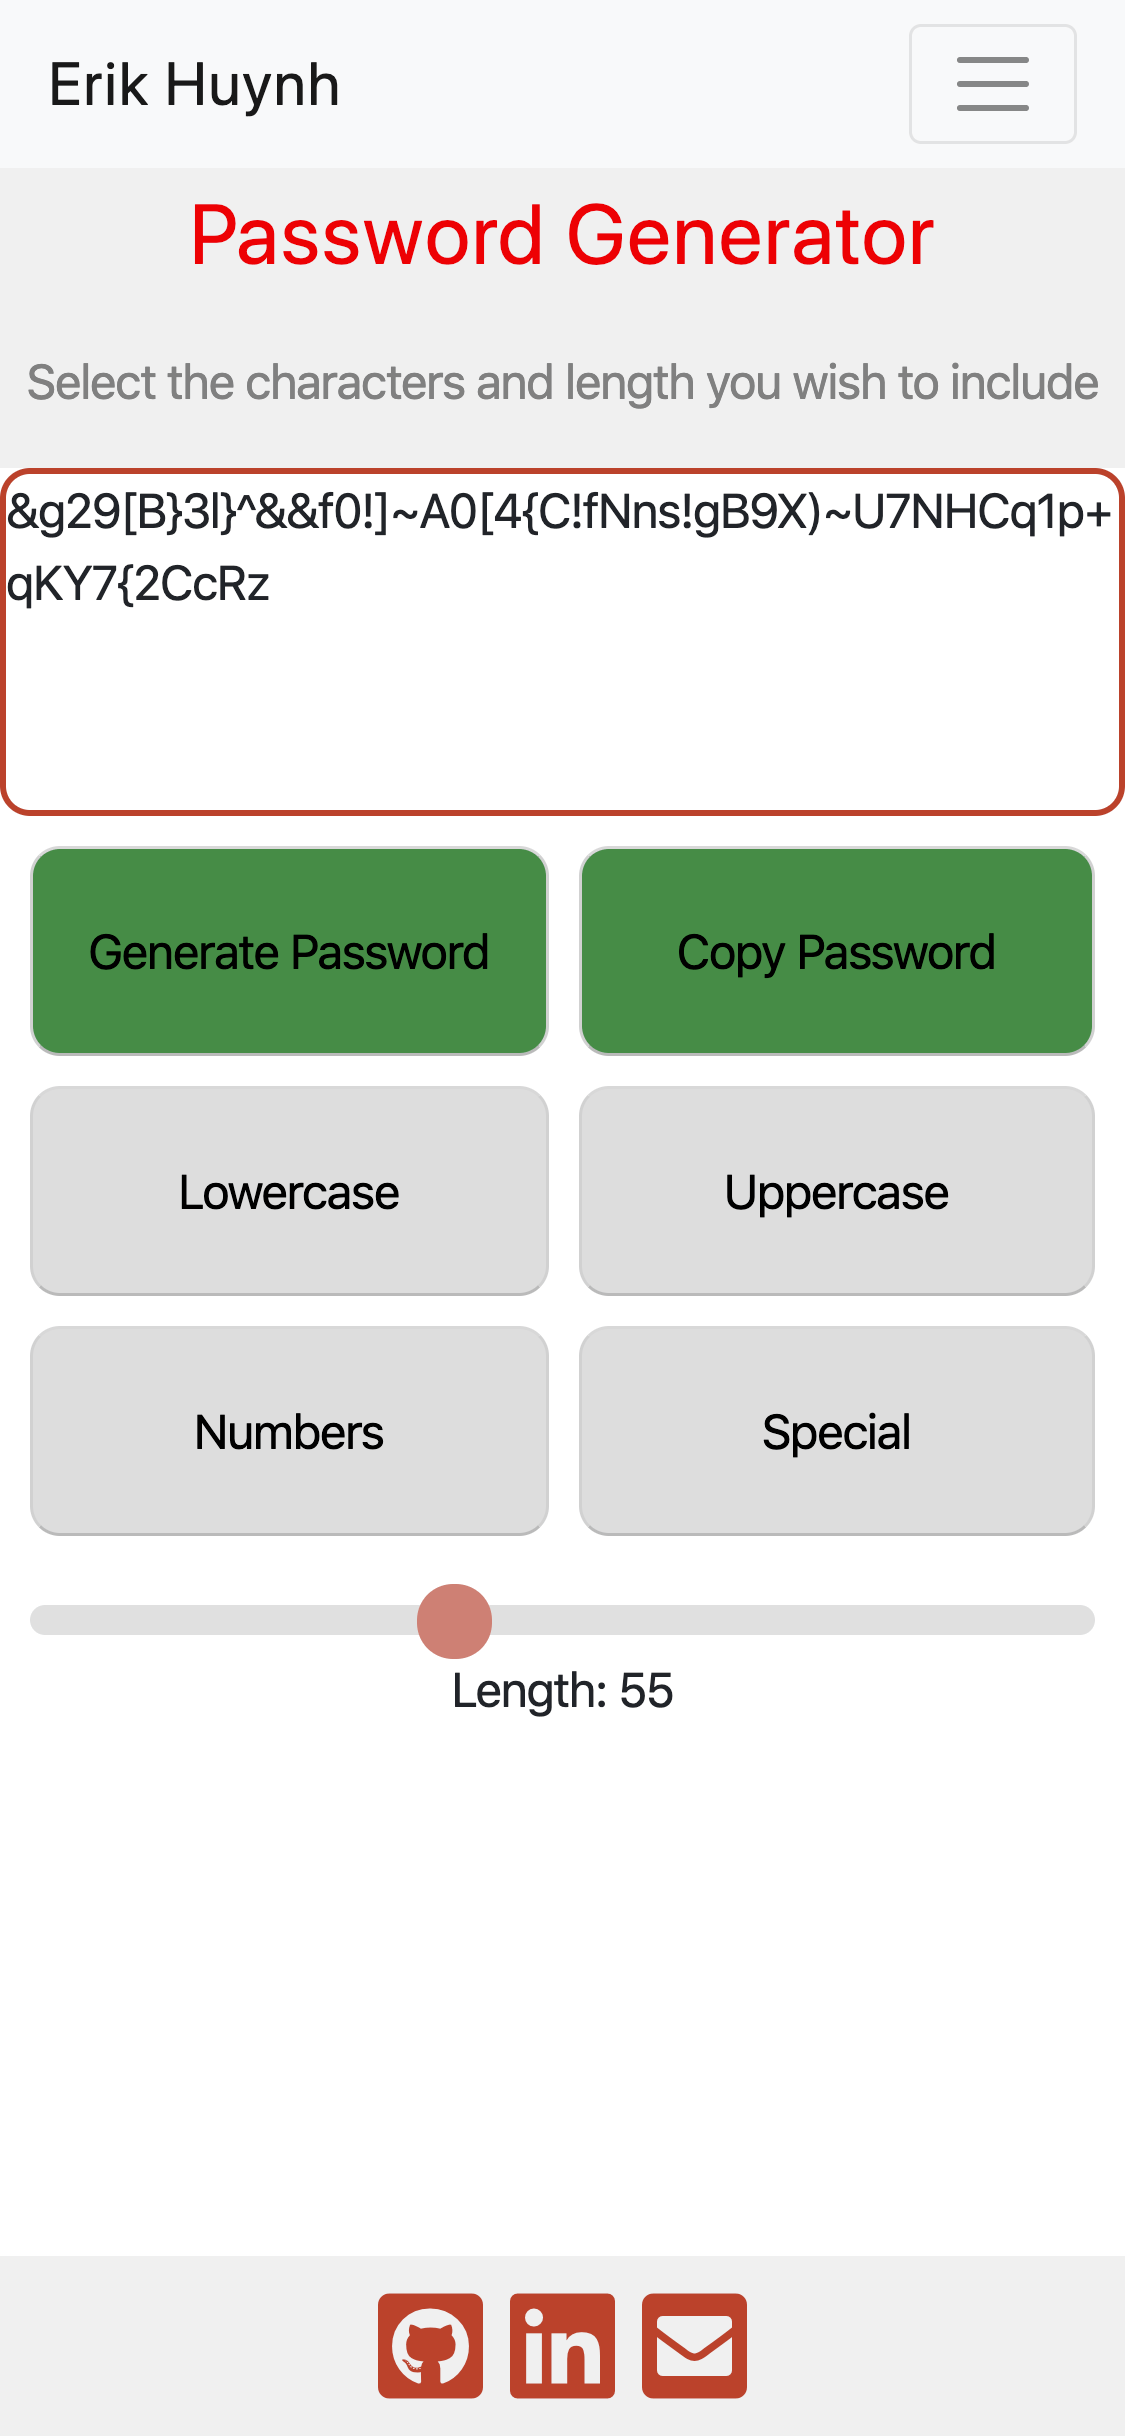 Erik Huynh
Password Generator
Select the characters and length you wish to include
&g29[B}3l}^&&f0!]~A0[4{C!fNns!gB9X)~U7NHCq1p+
qKY7{2CcRz
Generate Password
Copy Password
Lowercase
Uppercase
Numbers
Special
Length: 55
in